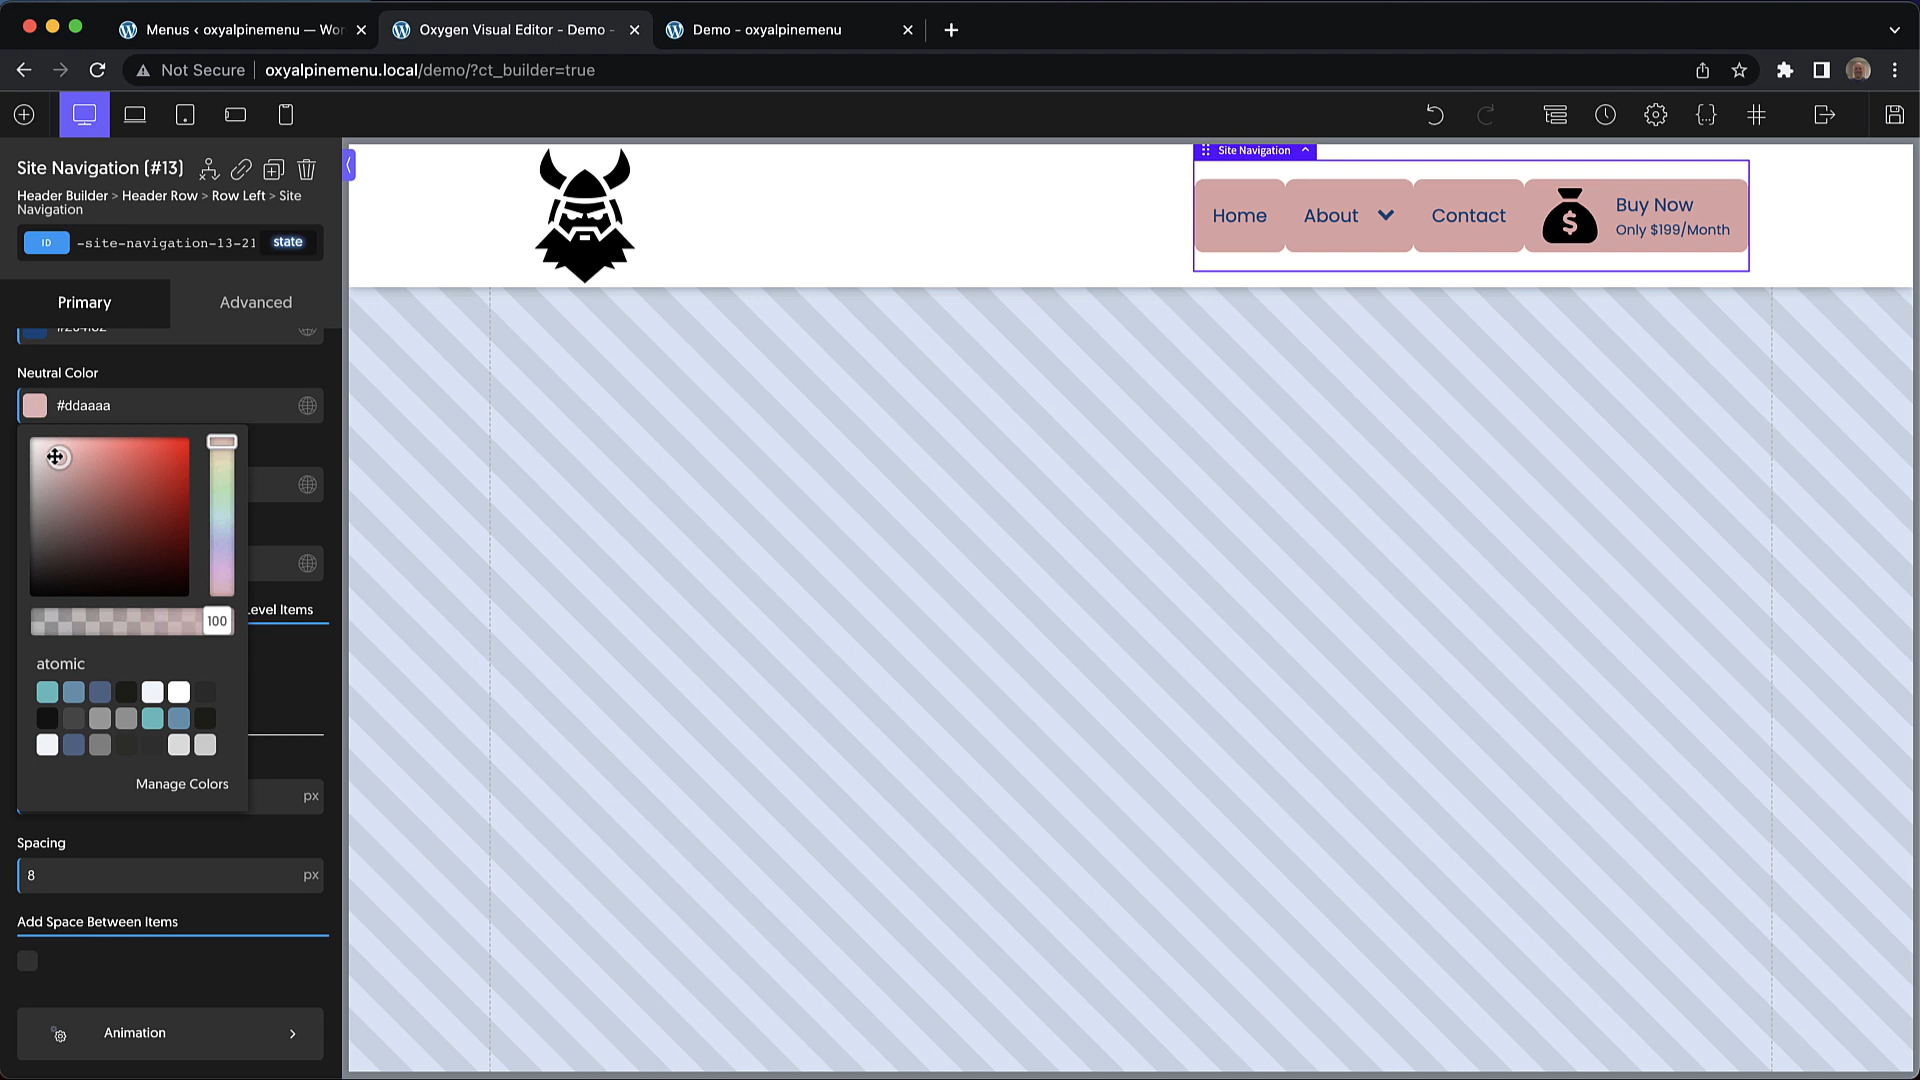 Menus ‹ oxyalpinemenu — Wor
Oxygen Visual Editor - Demo -
Demo - oxyalpinemenu
Not Secure
oxyalpinemenu.local/demo/?ct_builder=true
Site Navigation (#13)
Header Builder > Header Row > Row Left > Site
Navigation
ID
-site-navigation-13-21
state
Primary
Advanced
Neutral Color
#ddaaaa
100
Level Items
atomic
Manage Colors
px
Spacing
8
px
Add Space Between Items
Animation
Site Navigation
Home
About
Contact
$
Buy Now
Only $199/Month